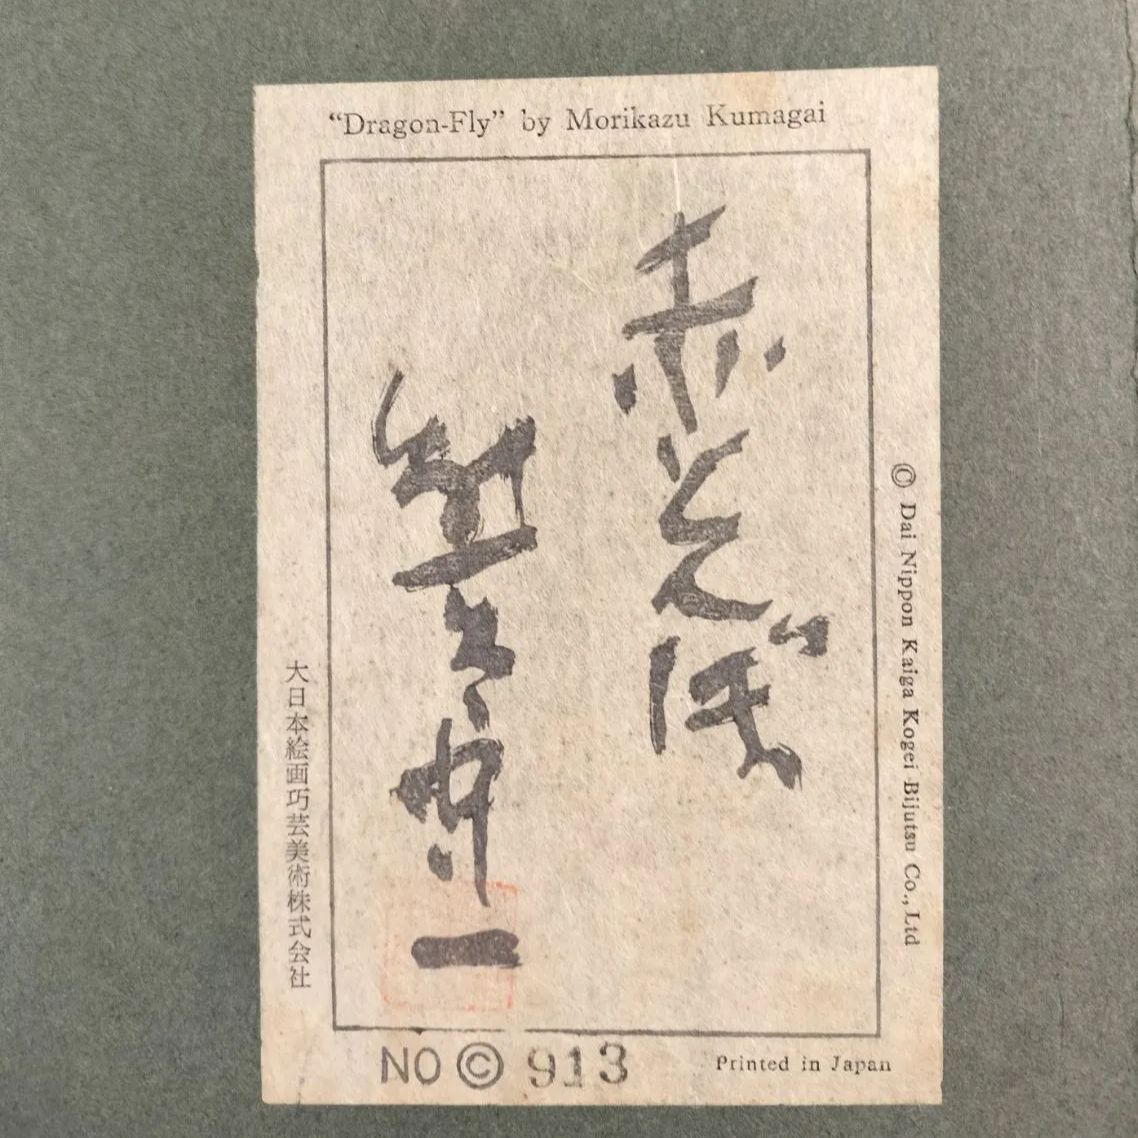 “Dragon-Fly” by Morikazu Kumagai
赤とんぼ
熊谷守一
© Dai Nippon Kaiga Kogei Bijutsu Co., Ltd
大日本絵画巧芸美術株式会社
NO © 913
Printed in Japan